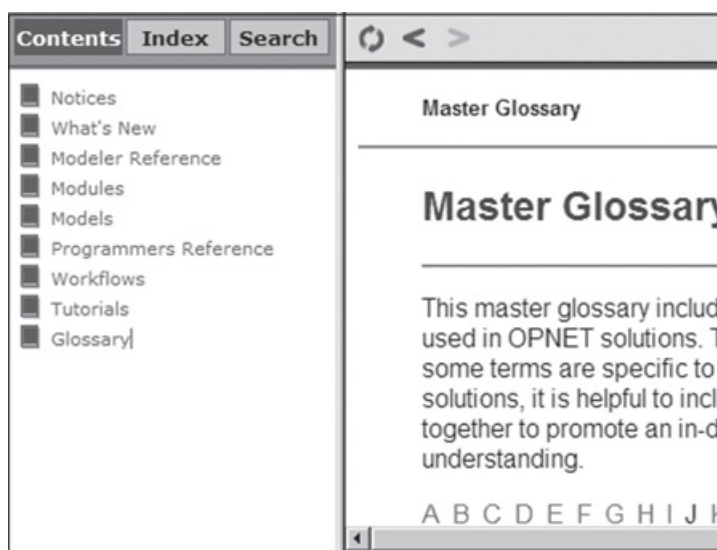 Contents Index Search
Notices
What's New
Modeler Reference
Modules
Models
Programmers Reference
Workflows
Tutorials
Glossary
Master Glossary
Master Glossary
This master glossary includ
used in OPNET solutions. T
some terms are specific to
solutions, it is helpful to incl
together to promote an in-d
understanding.
A B C D E F G H I J K